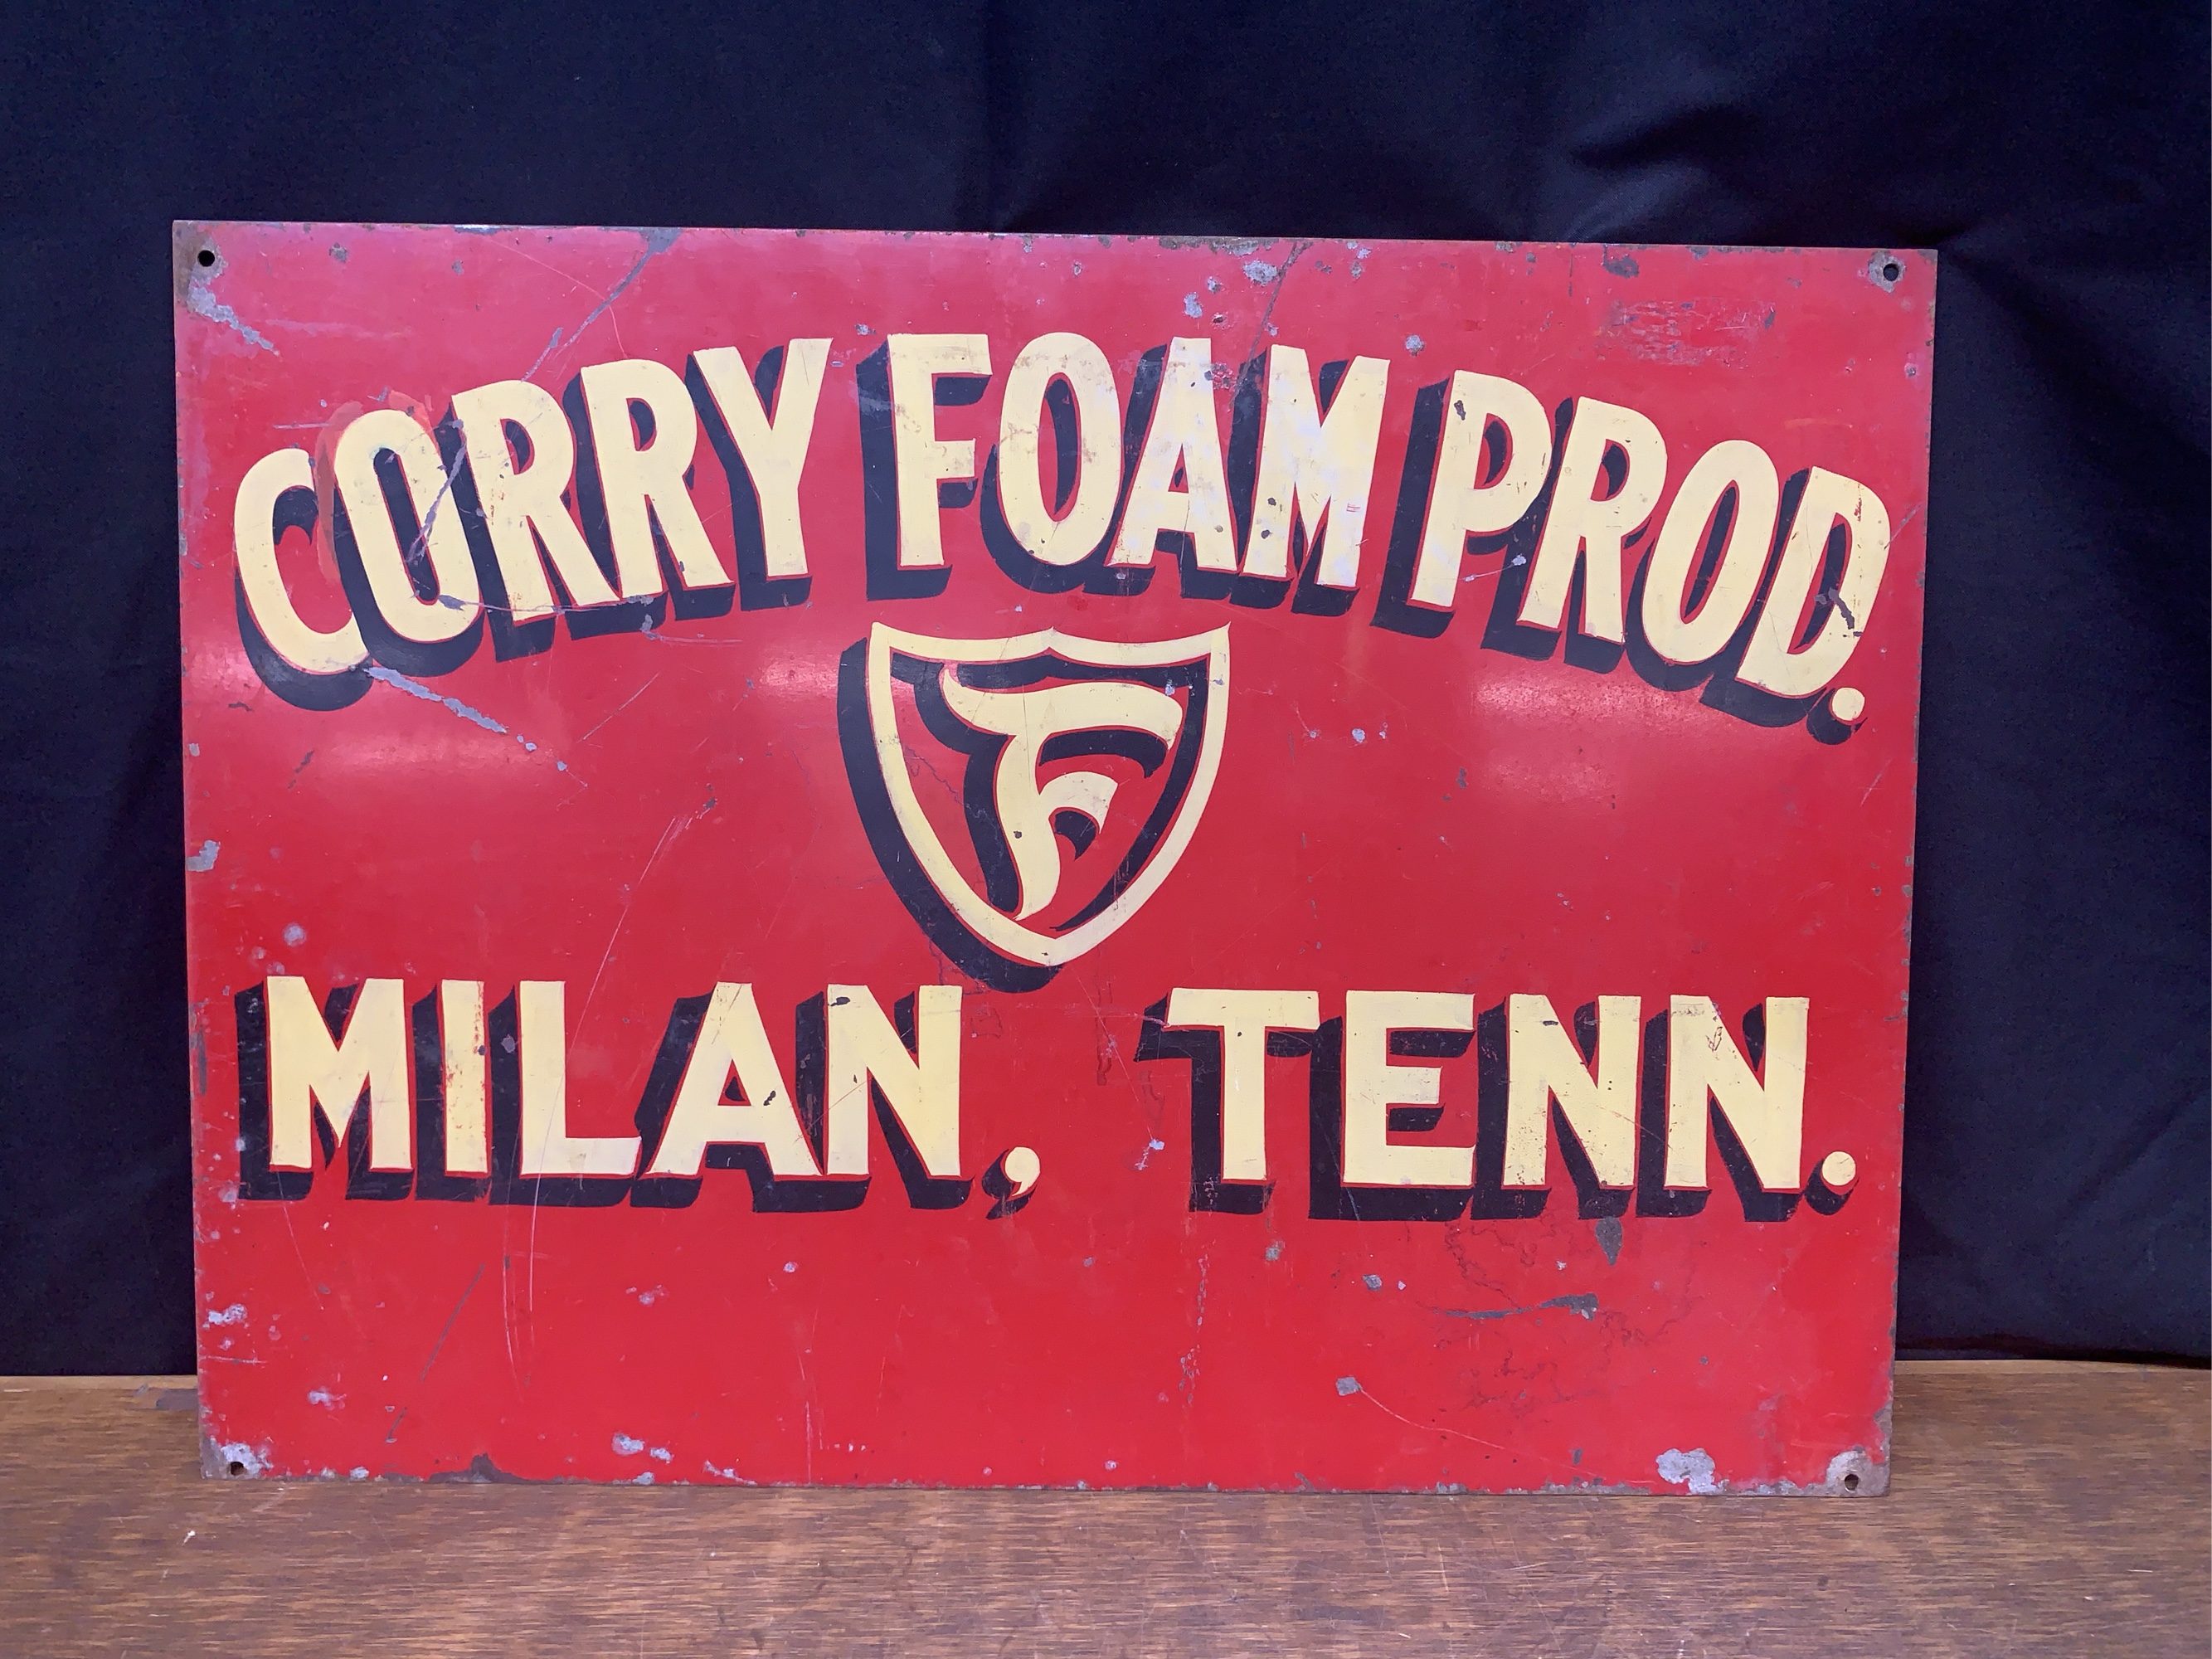 CORRY FOAM PROD.
F
MILAN, TENN.